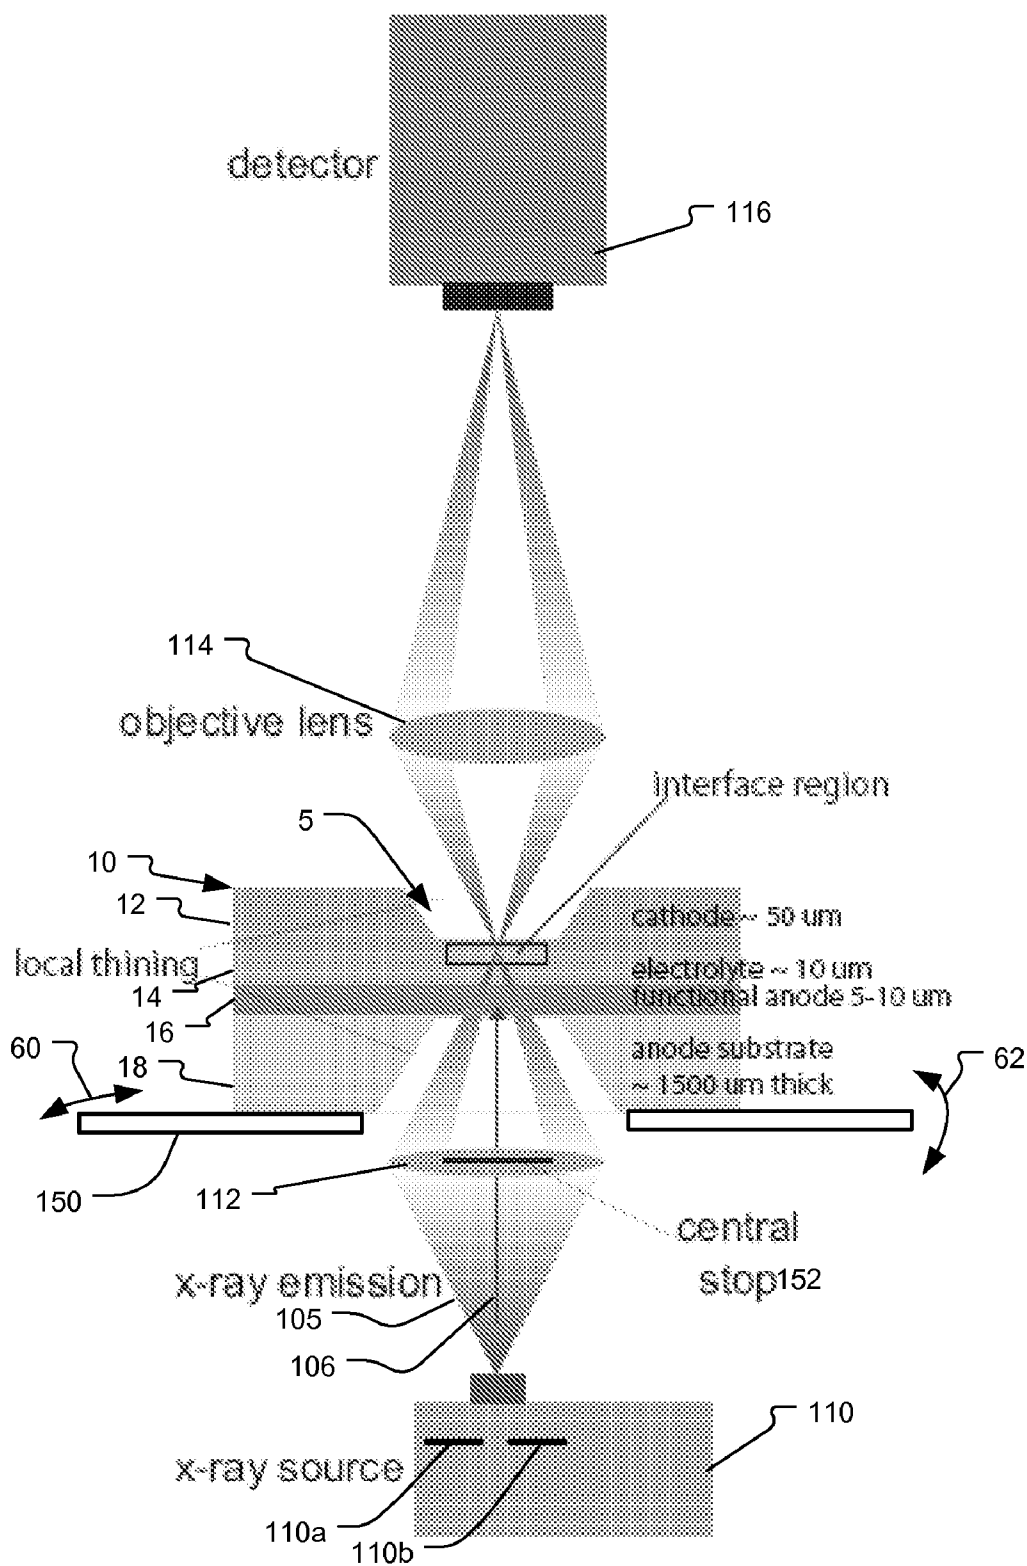 detector
116
114
objective lens
interface region
5
10
12
cathode ~ 50 um
local thining
electrolyte ~ 10 um
14
functional anode 5-10 um
16
60
18
anode substrate
~ 1500 um thick
62
150
112
central
stop152
x-ray emission
105
106
110
x-ray source
110a
110b